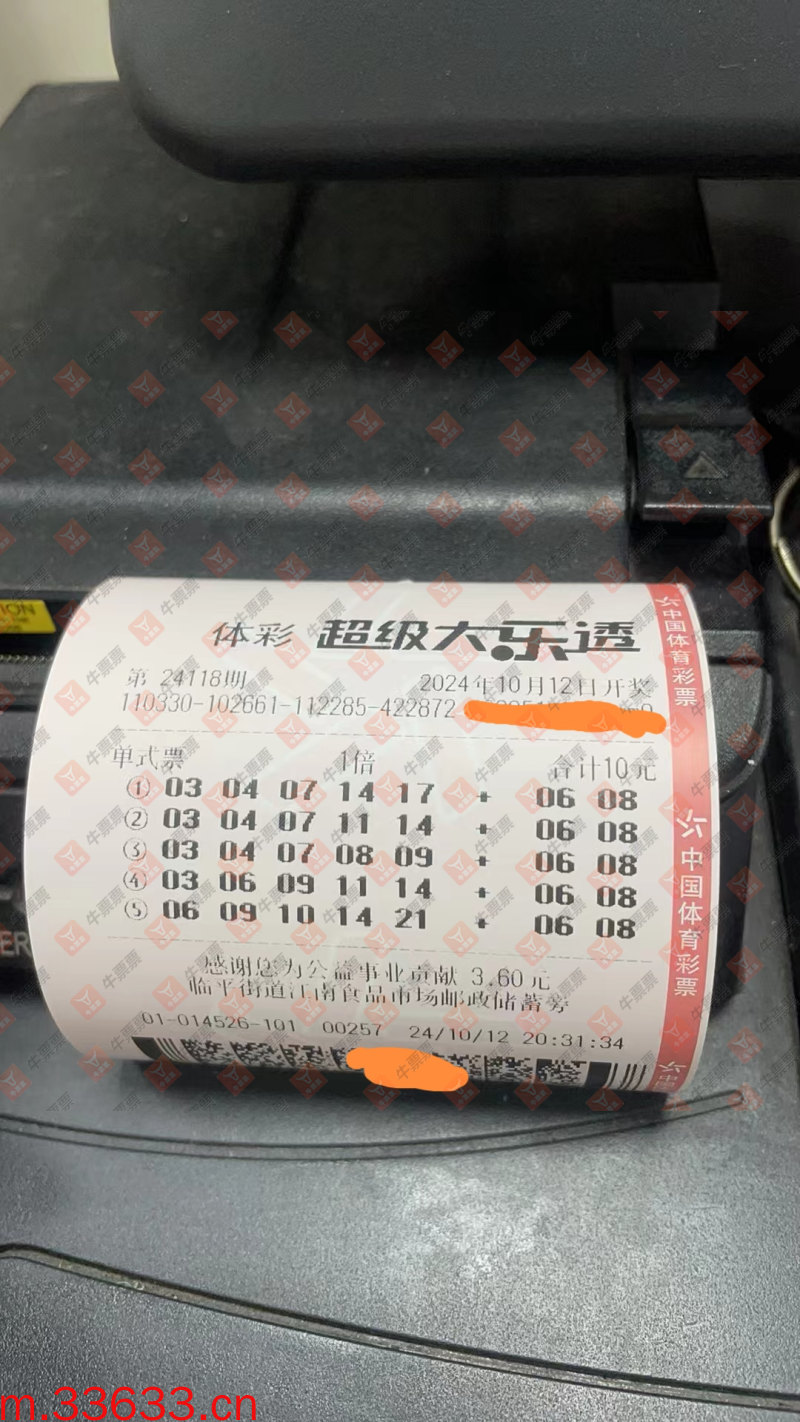 体彩 超级大乐透
第 24118期 2024年10月12日开奖
110330-102661-112285-422872
单式票 1倍 合计10元
① 03 04 07 14 17 + 06 08
② 03 04 07 11 14 + 06 08
③ 03 04 07 08 09 + 06 08
④ 03 06 09 11 14 + 06 08
⑤ 06 09 10 14 21 + 06 08
感谢您为公益事业贡献 3.60元
临平街道江南食品市场邮政储蓄旁
01-014526-101 00257 24/10/12 20:31:34
中国体育彩票
中国体育彩票
中国
牛票票
m.33633.cn